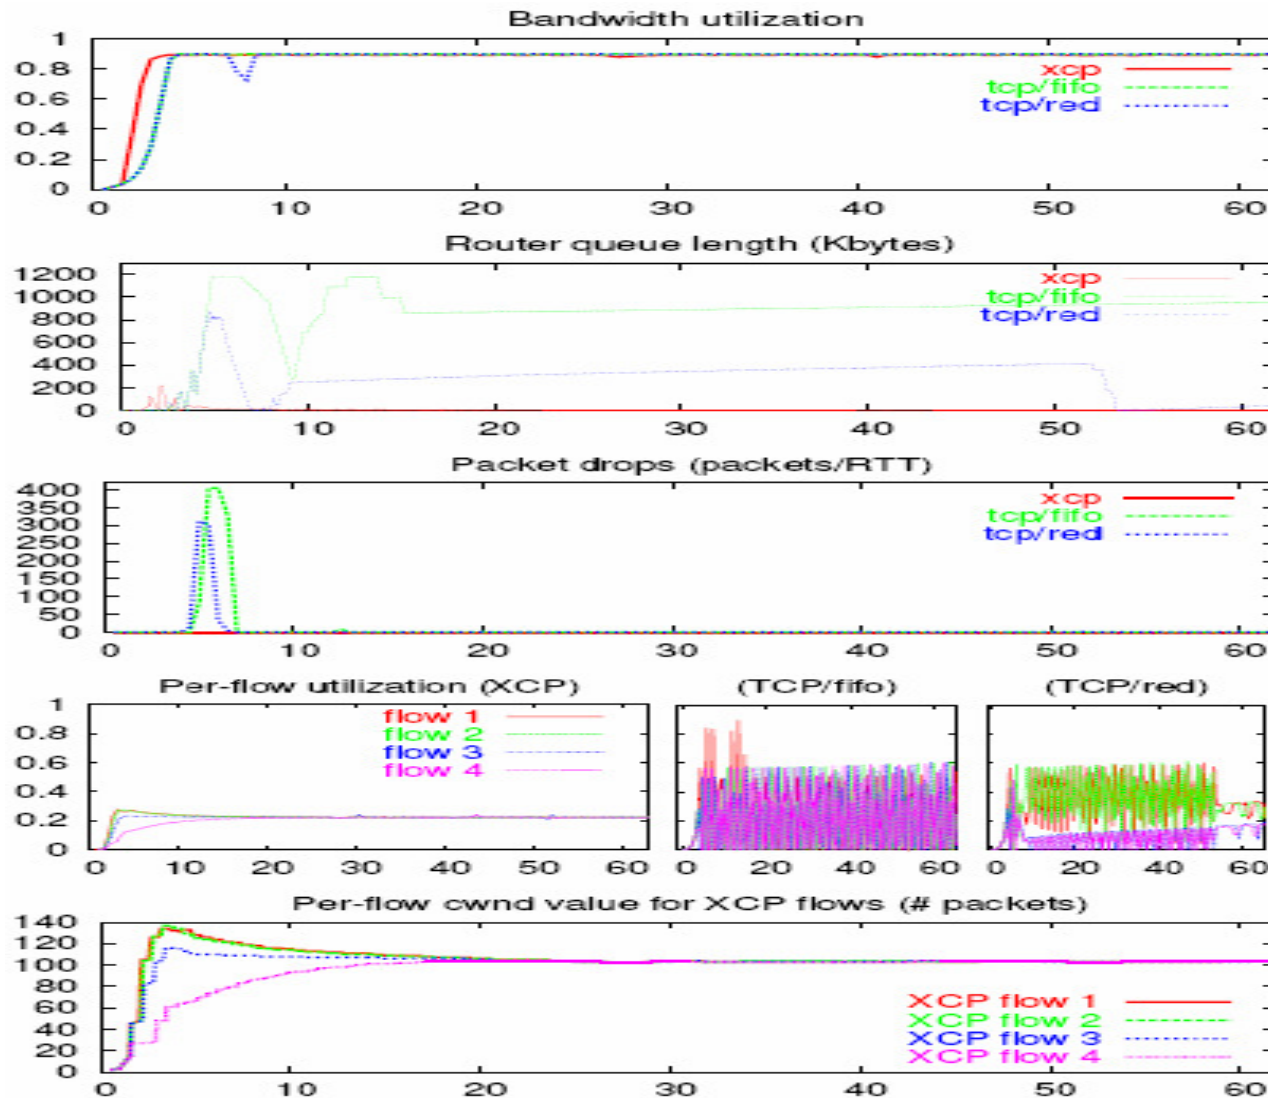 Bandwidth utilization
1
0.8
0.6
0.4
0.2
0
xcp
tcp/fifo
tcp/red
0 10 20 30 40 50 60
Router queue length (Kbytes)
1200
1000
800
600
400
200
0
xcp
tcp/fifo
tcp/red
0 10 20 30 40 50 60
Packet drops (packets/RTT)
400
350
300
250
200
150
100
50
0
xcp
tcp/fifo
tcp/red
0 10 20 30 40 50 60
Per-flow utilization (XCP) (TCP/fifo) (TCP/red)
1
0.8
0.6
0.4
0.2
0
flow 1
flow 2
flow 3
flow 4
0 10 20 30 40 50 60 0 20 40 60 0 20 40 60
Per-flow cwnd value for XCP flows (# packets)
140
120
100
80
60
40
20
0
XCP flow 1
XCP flow 2
XCP flow 3
XCP flow 4
0 10 20 30 40 50 60